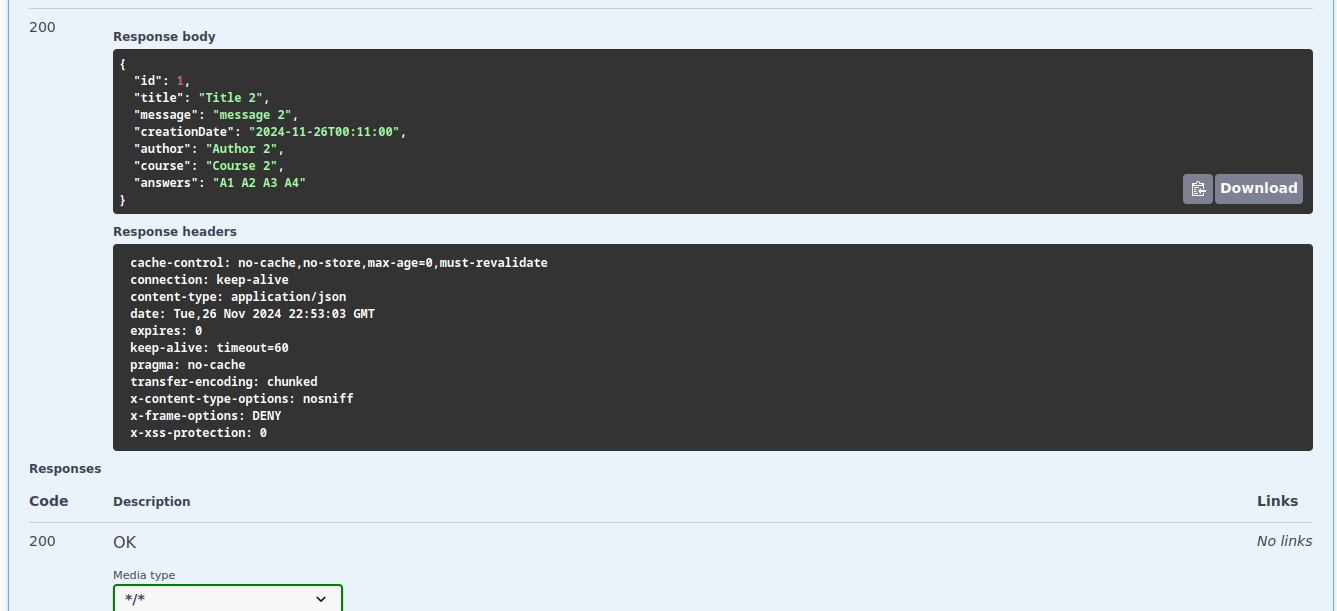 200
Response body
{
"id": 1,
"title": "Title 2",
"message": "message 2",
"creationDate": "2024-11-26T00:11:00",
"author": "Author 2",
"course": "Course 2",
"answers": "A1 A2 A3 A4"
}
Download
Response headers
cache-control: no-cache,no-store,max-age=0,must-revalidate
connection: keep-alive
content-type: application/json
date: Tue,26 Nov 2024 22:53:03 GMT
expires: 0
keep-alive: timeout=60
pragma: no-cache
transfer-encoding: chunked
x-content-type-options: nosniff
x-frame-options: DENY
x-xss-protection: 0
Responses
Code Description Links
200 OK No links
Media type
*/*